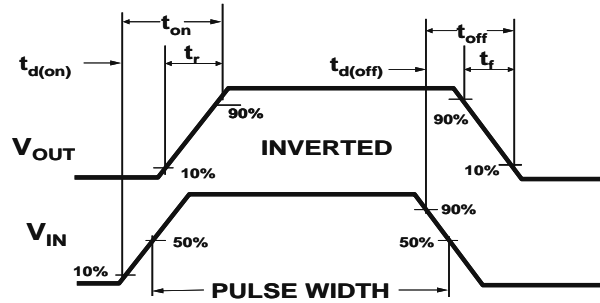 t_on t_off
t_d(on) t_r t_d(off) t_f
90% 90%
V_OUT INVERTED
10% 10%
90%
V_IN 50% 50%
10%
PULSE WIDTH